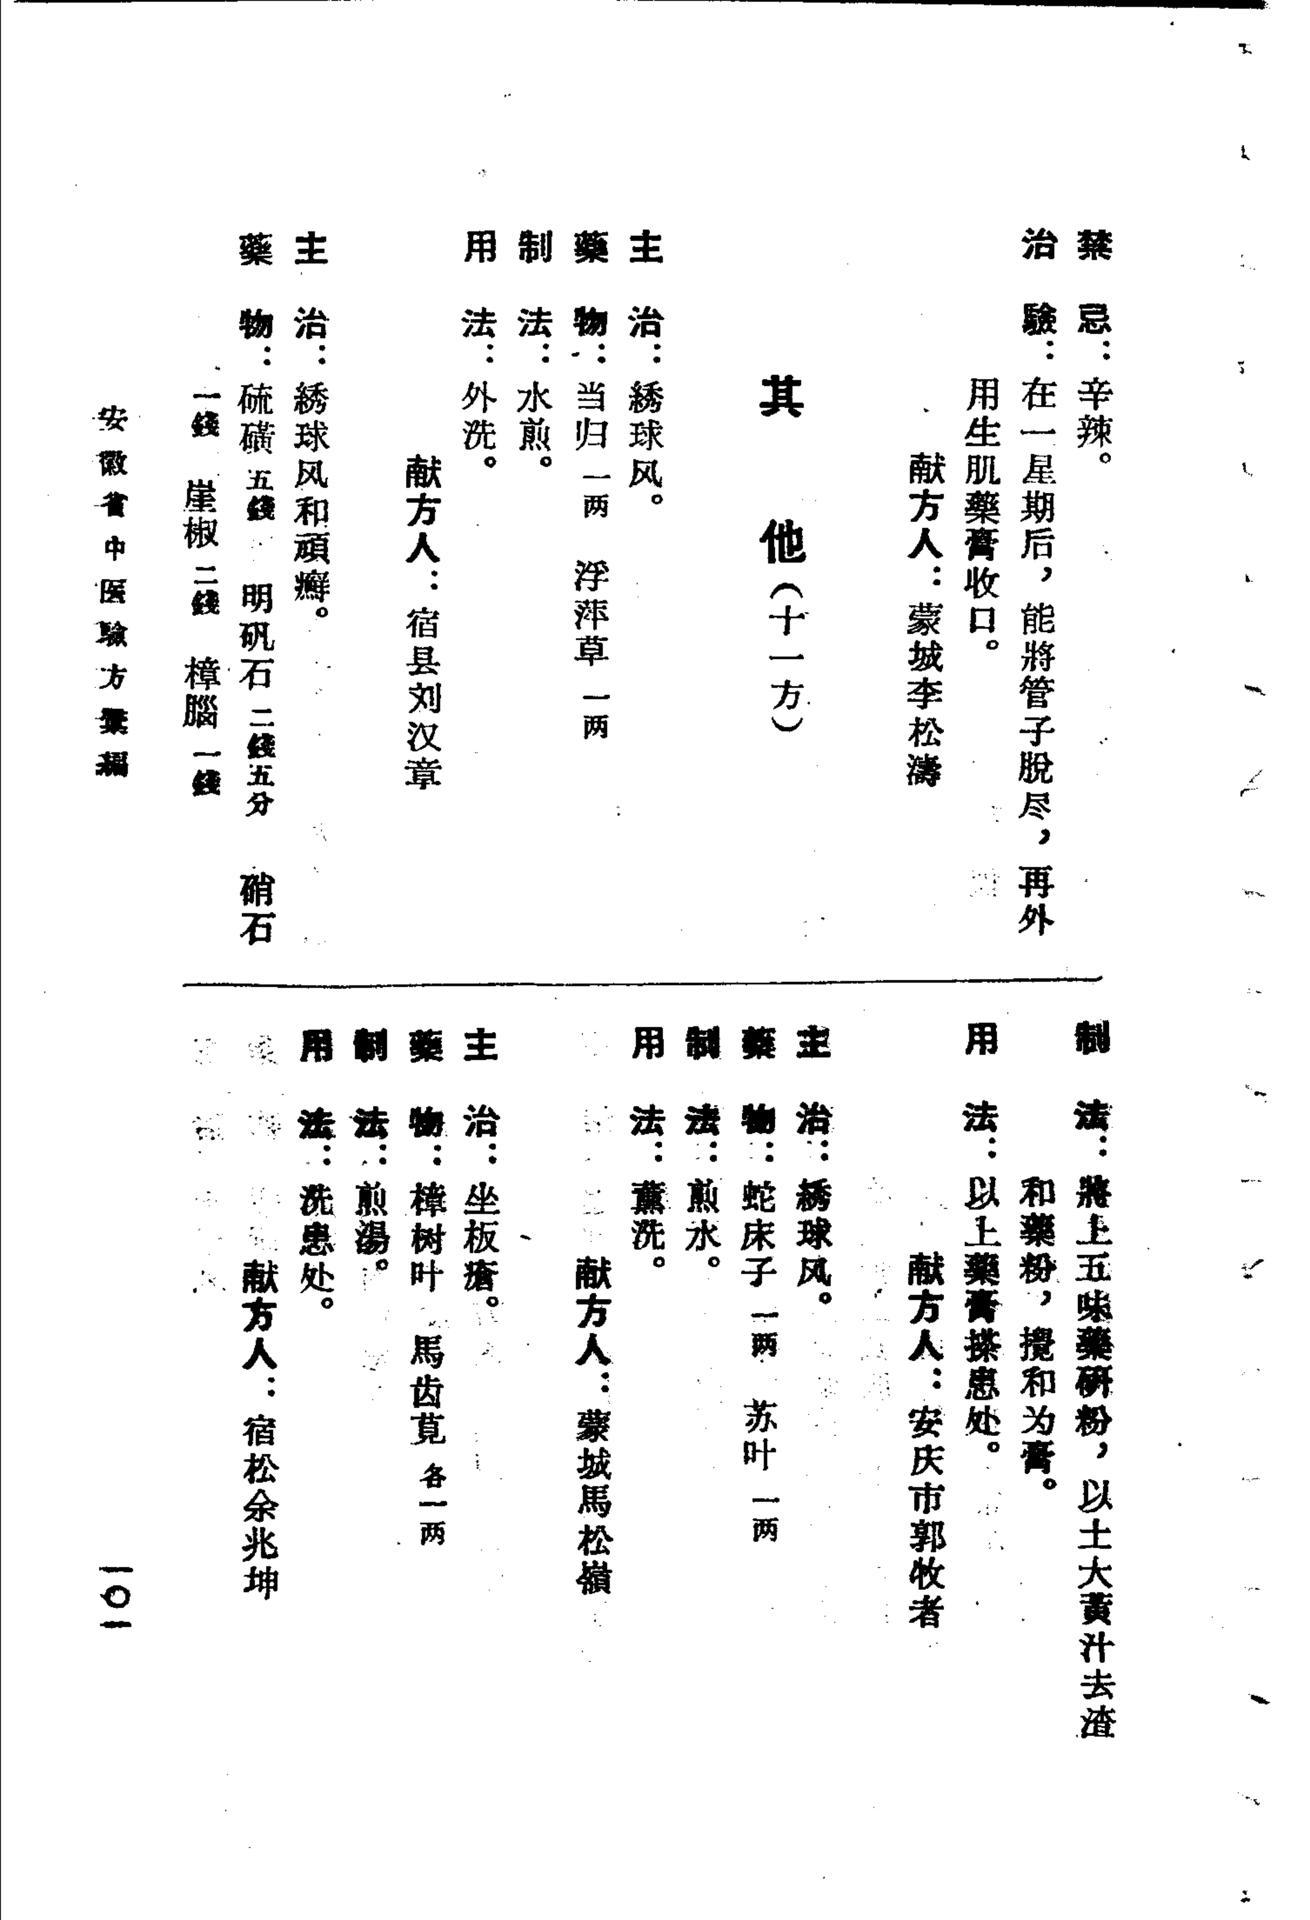 禁　忌：辛辣。
治　驗：在一星期后，能將管子脫尽，再外
用生肌藥膏收口。
献方人：蒙城李松濤
其　他（十一方）
主　治：綉球风。
藥　物：当归一两　浮萍草一两
制　法：水煎。
用　法：外洗。
献方人：宿县刘汉章
主　治：綉球风和頑癬。
藥　物：硫磺五錢　明矾石二錢五分　硝石
一錢　崖椒二錢　樟腦一錢
制　法：將上五味藥研粉，以土大黃汁去渣
和藥粉，攪和为膏。
用　法：以上藥膏搽患处。
献方人：安庆市郭牧者
主　治：綉球风。
藥　物：蛇床子一两　苏叶一两
制　法：煎水。
用　法：薰洗。
献方人：蒙城馬松嶺
主　治：坐板瘡。
藥　物：樟树叶　馬齿莧各一两
制　法：煎湯。
用　法：洗患处。
献方人：宿松余兆坤
安徽省中医驗方彙編
一〇一